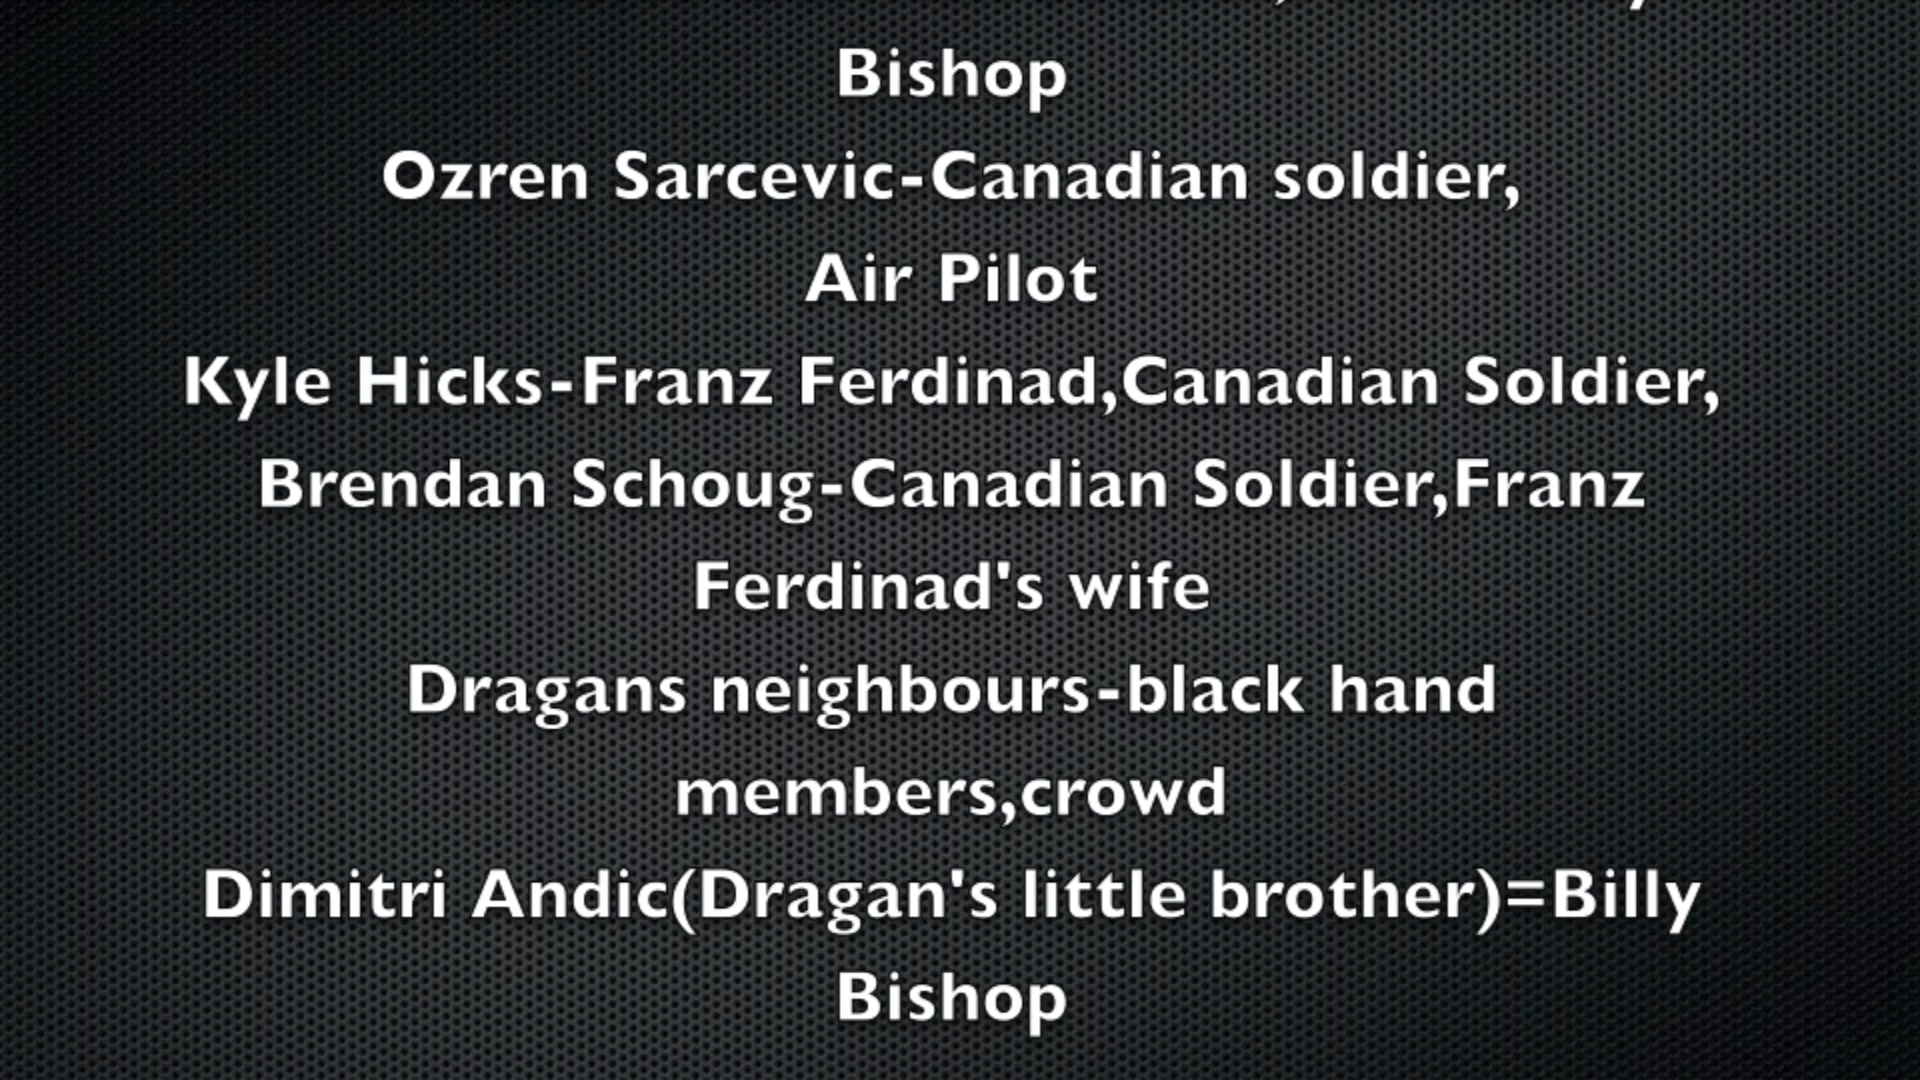 Bishop
Ozren Sarcevic-Canadian soldier,
Air Pilot
Kyle Hicks-Franz Ferdinad,Canadian Soldier,
Brendan Schoug-Canadian Soldier,Franz
Ferdinad's wife
Dragans neighbours-black hand
members,crowd
Dimitri Andic(Dragan's little brother)=Billy
Bishop